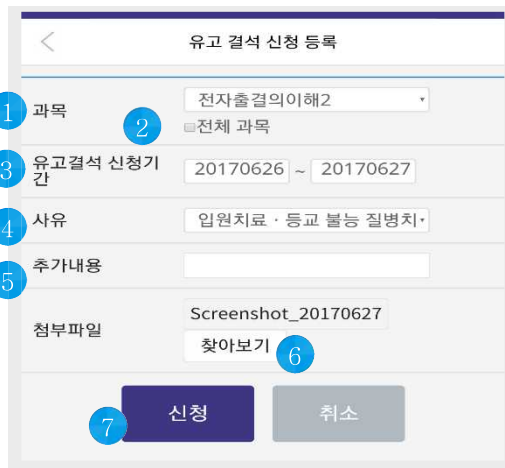 유고 결석 신청 등록
1 과목
전자출결의이해2
2 전체 과목
3 유고결석 신청기간
20170626 ~ 20170627
4 사유
입원치료 · 등교 불능 질병치
5 추가내용
첨부파일
Screenshot_20170627
찾아보기 6
7 신청
취소